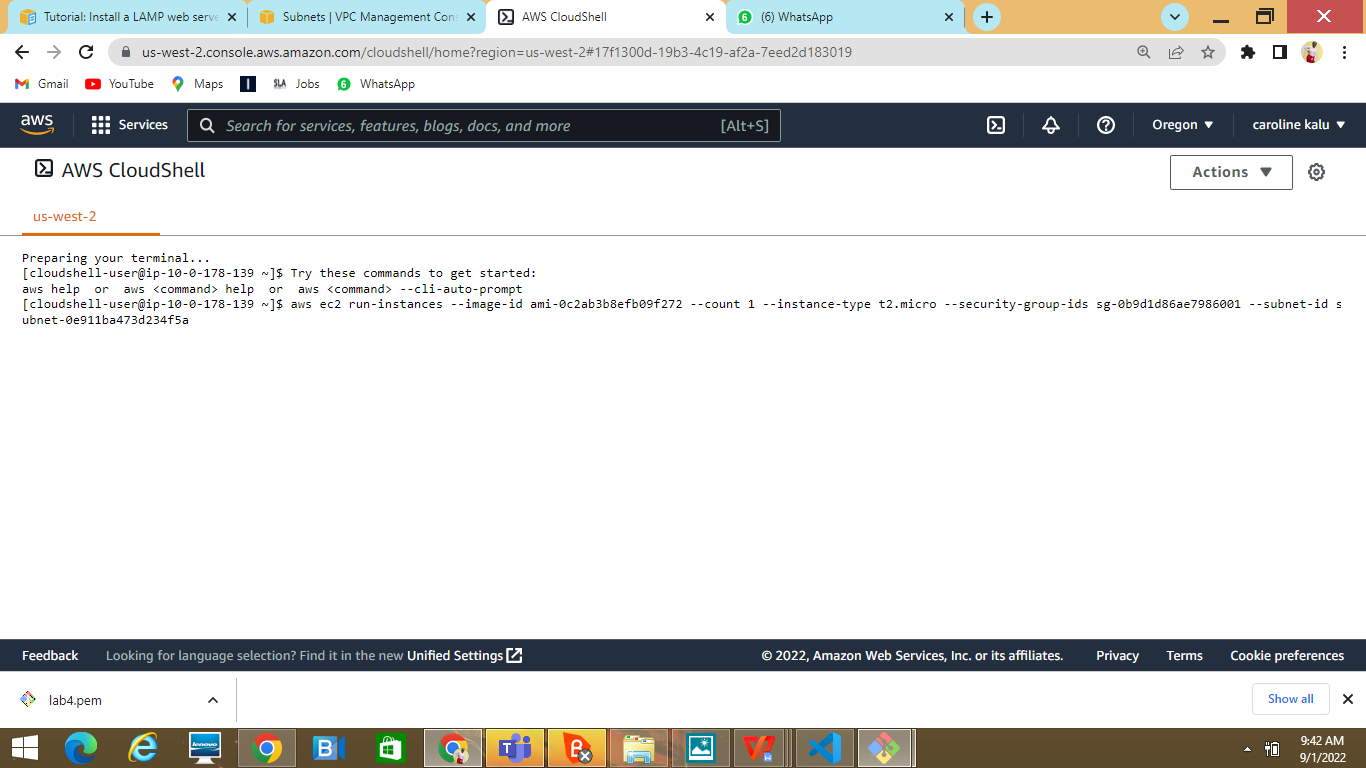 Tutorial: Install a LAMP web serve
Subnets | VPC Management Cons
AWS CloudShell
(6) WhatsApp
us-west-2.console.aws.amazon.com/cloudshell/home?region=us-west-2#17f1300d-19b3-4c19-af2a-7eed2d183019
Gmail YouTube Maps SLA Jobs 6 WhatsApp
aws Services Search for services, features, blogs, docs, and more [Alt+S] Oregon ▼ caroline kalu ▼
AWS CloudShell
Actions ▼
us-west-2
Preparing your terminal...
[cloudshell-user@ip-10-0-178-139 ~]$ Try these commands to get started:
aws help  or  aws <command> help  or  aws <command> --cli-auto-prompt
[cloudshell-user@ip-10-0-178-139 ~]$ aws ec2 run-instances --image-id ami-0c2ab3b8efb09f272 --count 1 --instance-type t2.micro --security-group-ids sg-0b9d1d86ae7986001 --subnet-id s
ubnet-0e911ba473d234f5a
Feedback Looking for language selection? Find it in the new Unified Settings © 2022, Amazon Web Services, Inc. or its affiliates. Privacy Terms Cookie preferences
lab4.pem Show all
lenovo
9:42 AM
9/1/2022